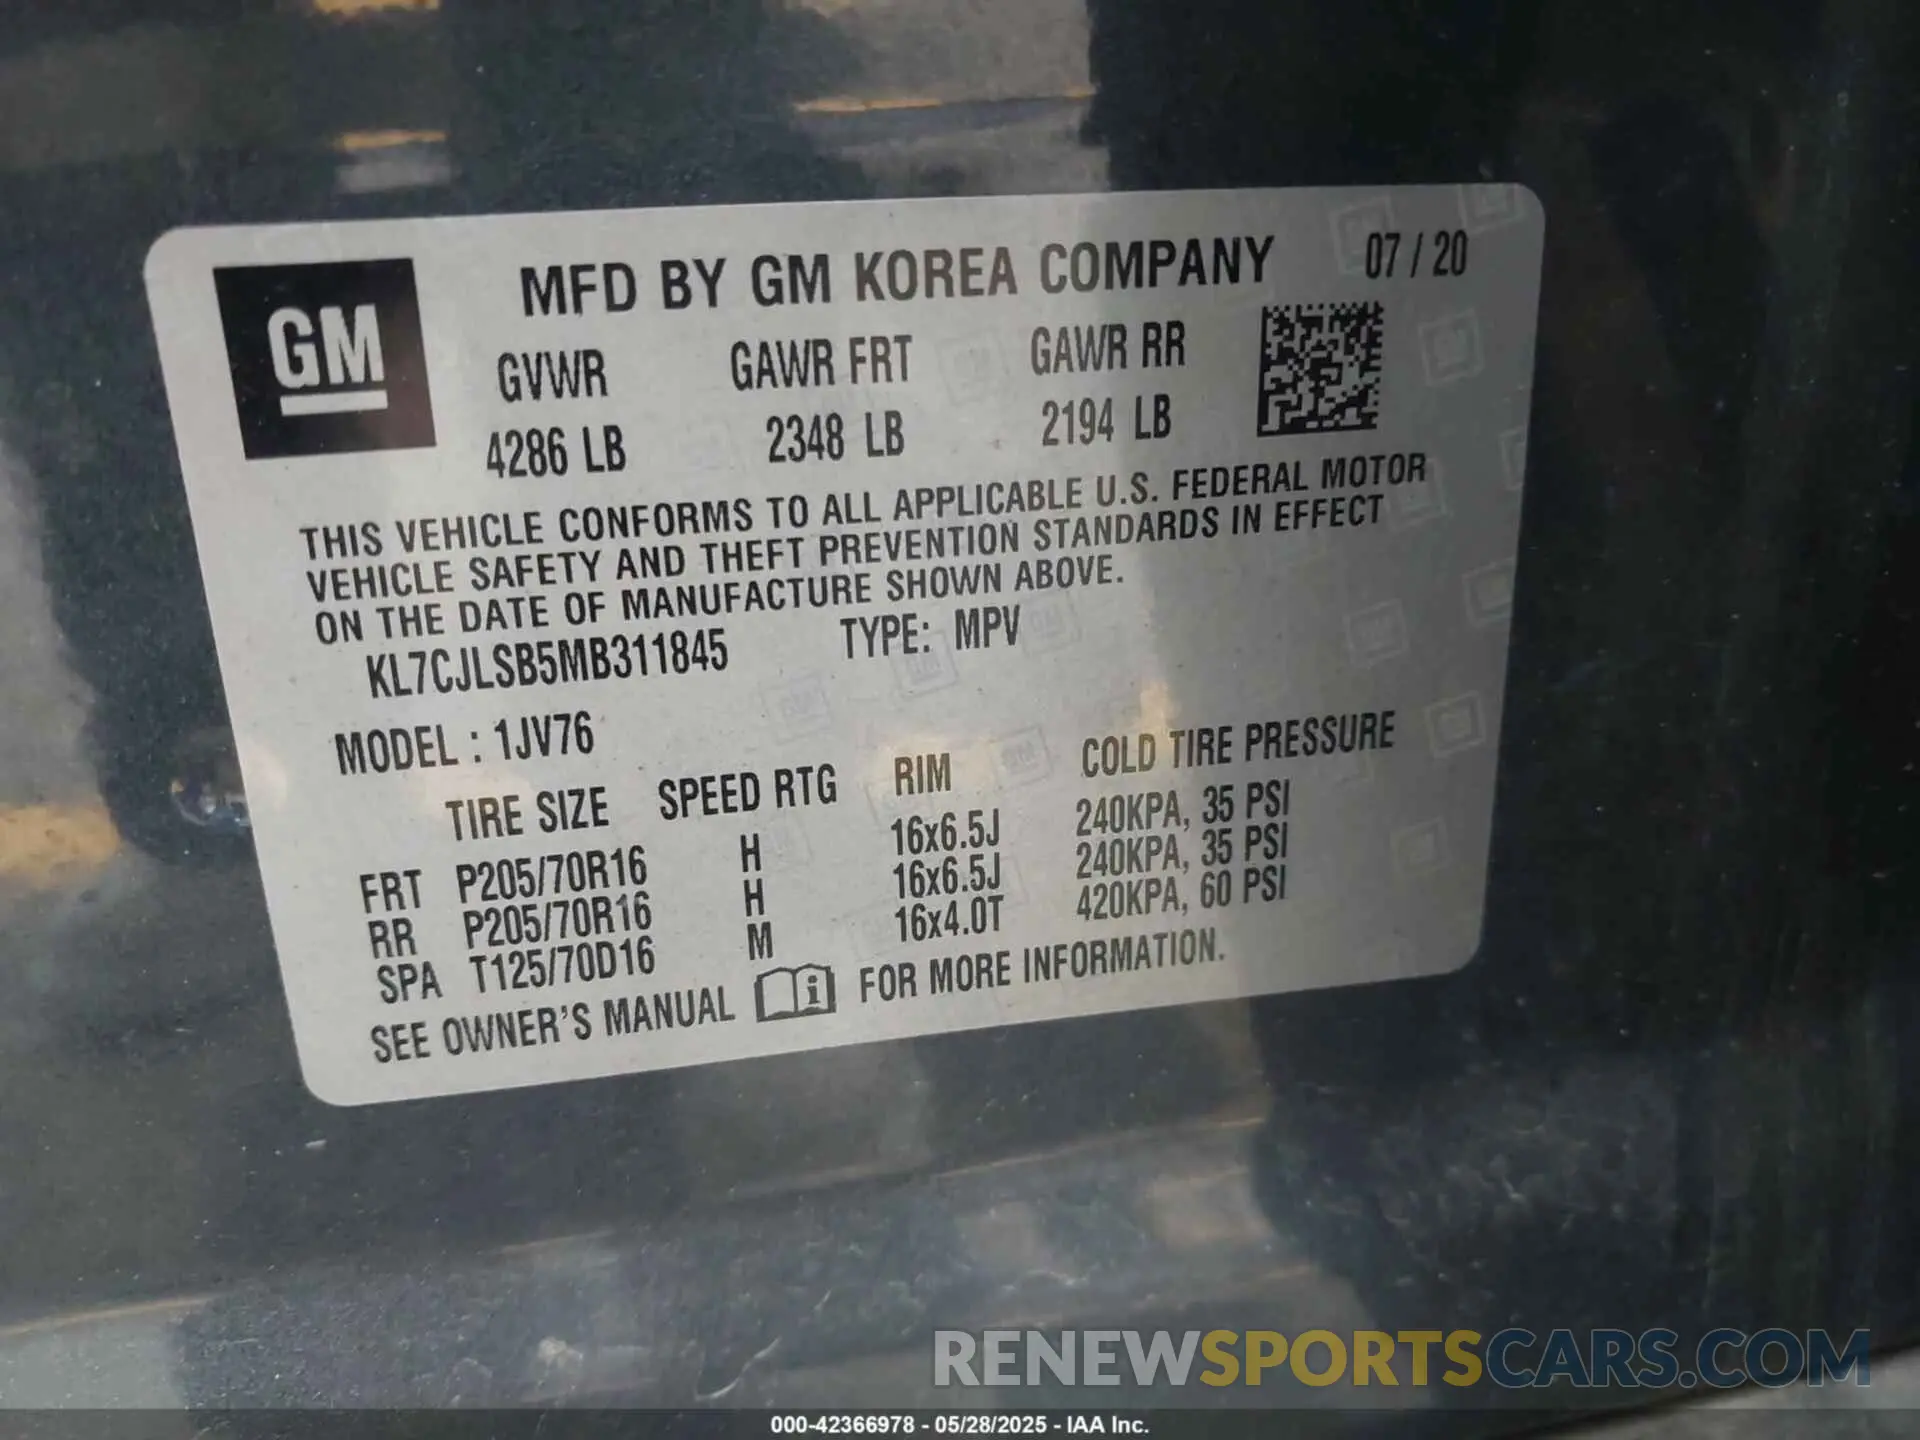 GM
MFD BY GM KOREA COMPANY 07 / 20
GVWR GAWR FRT GAWR RR
4286 LB 2348 LB 2194 LB
THIS VEHICLE CONFORMS TO ALL APPLICABLE U.S. FEDERAL MOTOR
VEHICLE SAFETY AND THEFT PREVENTION STANDARDS IN EFFECT
ON THE DATE OF MANUFACTURE SHOWN ABOVE.
KL7CJLSB5MB311845 TYPE: MPV
MODEL : 1JV76
TIRE SIZE SPEED RTG RIM COLD TIRE PRESSURE
FRT P205/70R16 H 16x6.5J 240KPA, 35 PSI
RR P205/70R16 H 16x6.5J 240KPA, 35 PSI
SPA T125/70D16 M 16x4.0T 420KPA, 60 PSI
SEE OWNER'S MANUAL i FOR MORE INFORMATION.
RENEWSPORTSCARS.COM
000-42366978 - 05/28/2025 - IAA Inc.